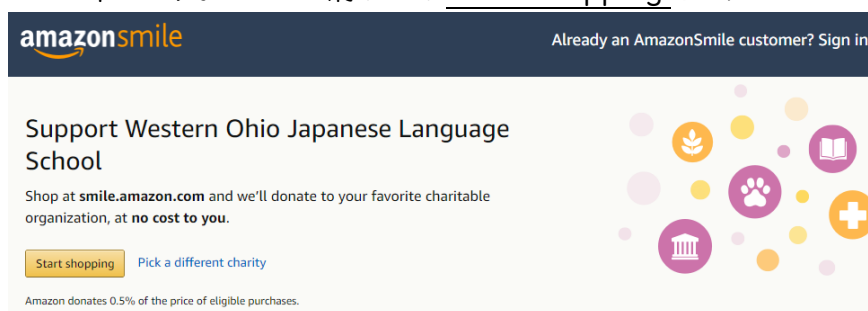 amazonsmile
Already an AmazonSmile customer? Sign in
Support Western Ohio Japanese Language
School
Shop at smile.amazon.com and we'll donate to your favorite charitable
organization, at no cost to you.
Start shopping
Pick a different charity
Amazon donates 0.5% of the price of eligible purchases.